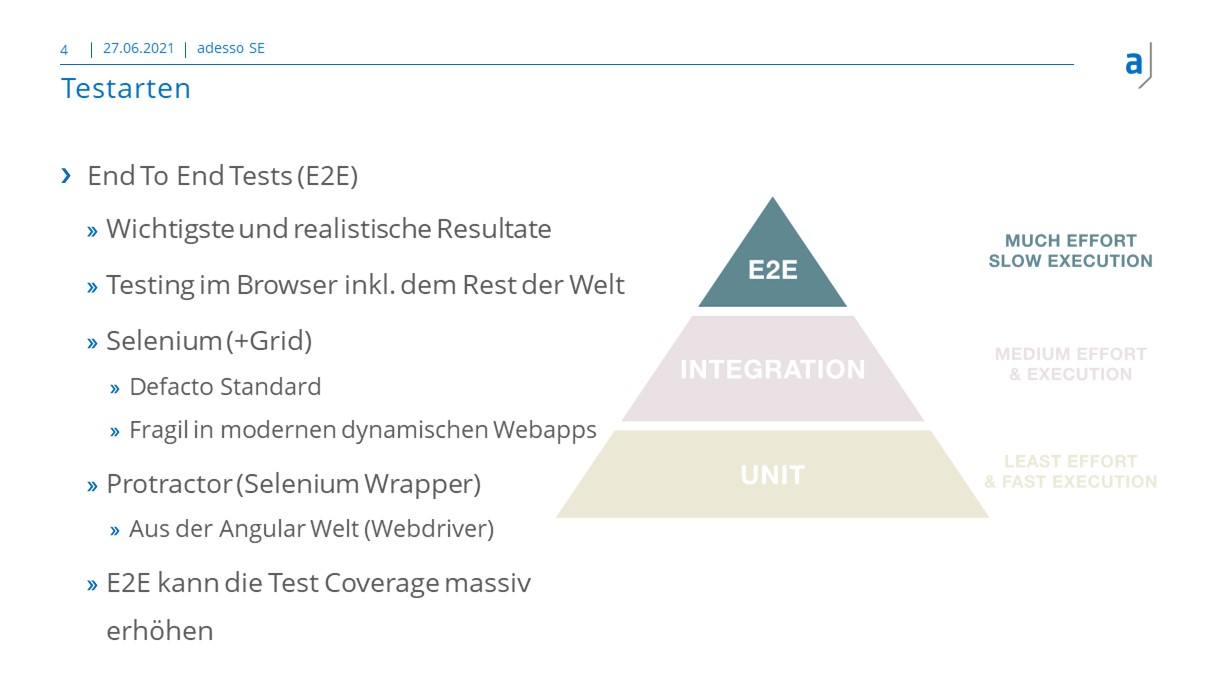 4 | 27.06.2021 | adesso SE
a
Testarten
› End To End Tests (E2E)
» Wichtigste und realistische Resultate
» Testing im Browser inkl. dem Rest der Welt
» Selenium (+Grid)
» Defacto Standard
» Fragil in modernen dynamischen Webapps
» Protractor (Selenium Wrapper)
» Aus der Angular Welt (Webdriver)
» E2E kann die Test Coverage massiv
erhöhen
E2E
MUCH EFFORT
SLOW EXECUTION
INTEGRATION
MEDIUM EFFORT
& EXECUTION
UNIT
LEAST EFFORT
& FAST EXECUTION